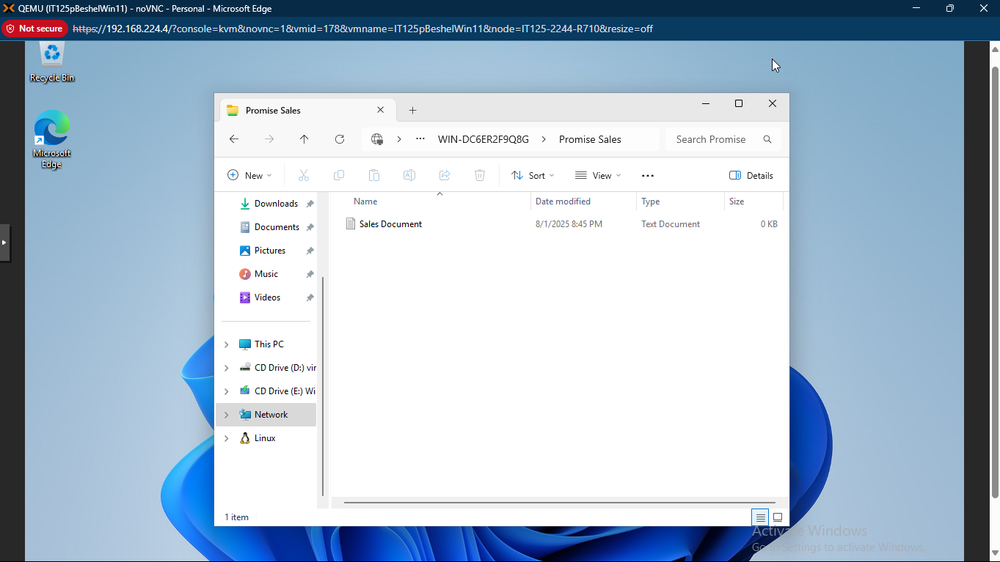 QEMU (IT125pBeshelWin11) - noVNC - Personal - Microsoft Edge
Not secure https://192.168.224.4/?console=kvm&novnc=1&vmid=178&vmname=IT125pBeshelWin11&node=IT125-2244-R710&resize=off
Recycle Bin
Microsoft
Edge
Promise Sales
WIN-DC6ER2F9Q8G Promise Sales Search Promise
New Sort View Details
Name Date modified Type Size
Sales Document 8/1/2025 8:45 PM Text Document 0 KB
Downloads
Documents
Pictures
Music
Videos
This PC
CD Drive (D:) vir
CD Drive (E:) Wi
Network
Linux
1 item
Activate Windows
Go to Settings to activate Windows.